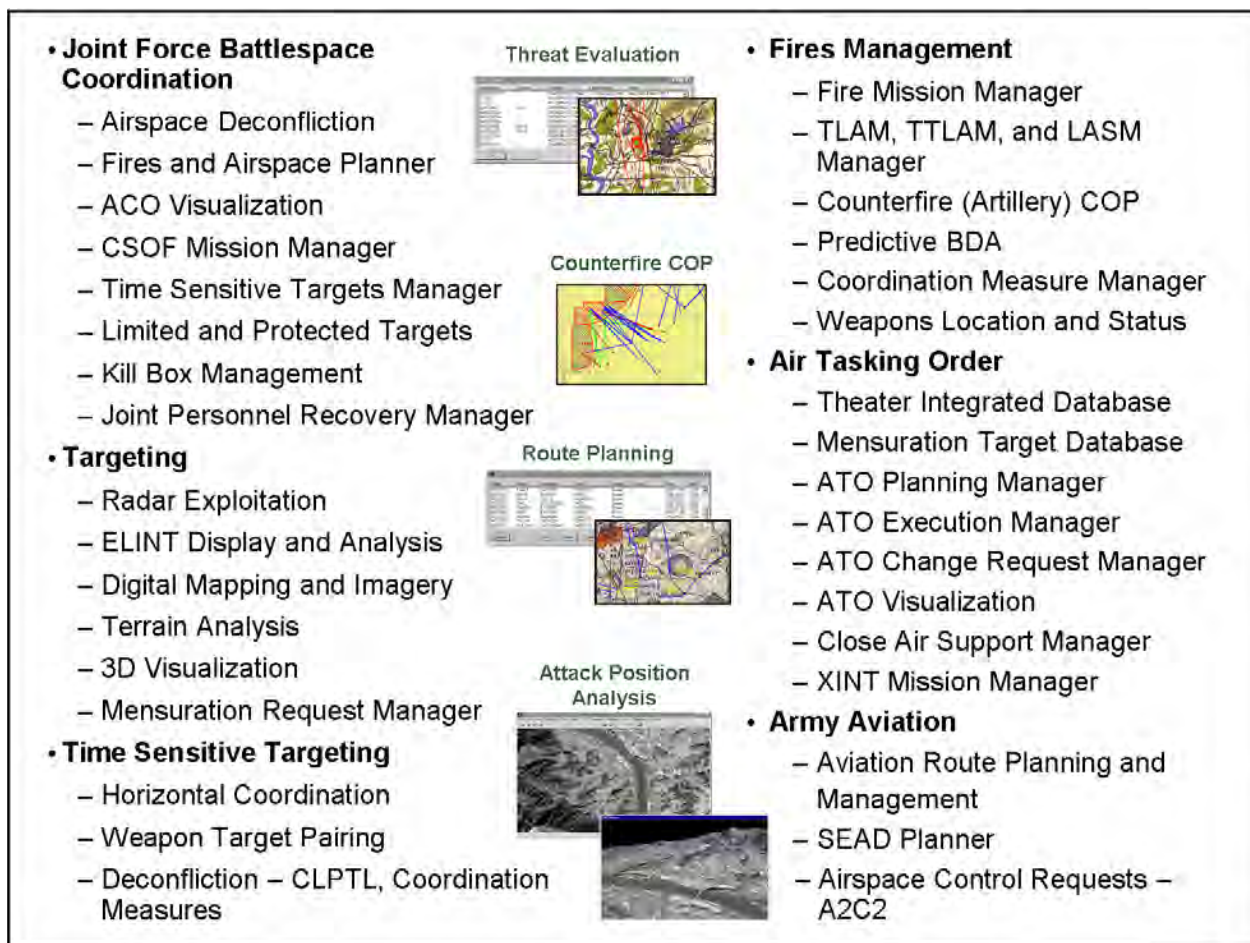 • Joint Force Battlespace
Coordination
– Airspace Deconfliction
– Fires and Airspace Planner
– ACO Visualization
– CSOF Mission Manager
– Time Sensitive Targets Manager
– Limited and Protected Targets
– Kill Box Management
– Joint Personnel Recovery Manager
• Targeting
– Radar Exploitation
– ELINT Display and Analysis
– Digital Mapping and Imagery
– Terrain Analysis
– 3D Visualization
– Mensuration Request Manager
• Time Sensitive Targeting
– Horizontal Coordination
– Weapon Target Pairing
– Deconfliction – CLPTL, Coordination
Measures
Threat Evaluation
Counterfire COP
Route Planning
Attack Position
Analysis
• Fires Management
– Fire Mission Manager
– TLAM, TTLAM, and LASM
Manager
– Counterfire (Artillery) COP
– Predictive BDA
– Coordination Measure Manager
– Weapons Location and Status
• Air Tasking Order
– Theater Integrated Database
– Mensuration Target Database
– ATO Planning Manager
– ATO Execution Manager
– ATO Change Request Manager
– ATO Visualization
– Close Air Support Manager
– XINT Mission Manager
• Army Aviation
– Aviation Route Planning and
Management
– SEAD Planner
– Airspace Control Requests –
A2C2